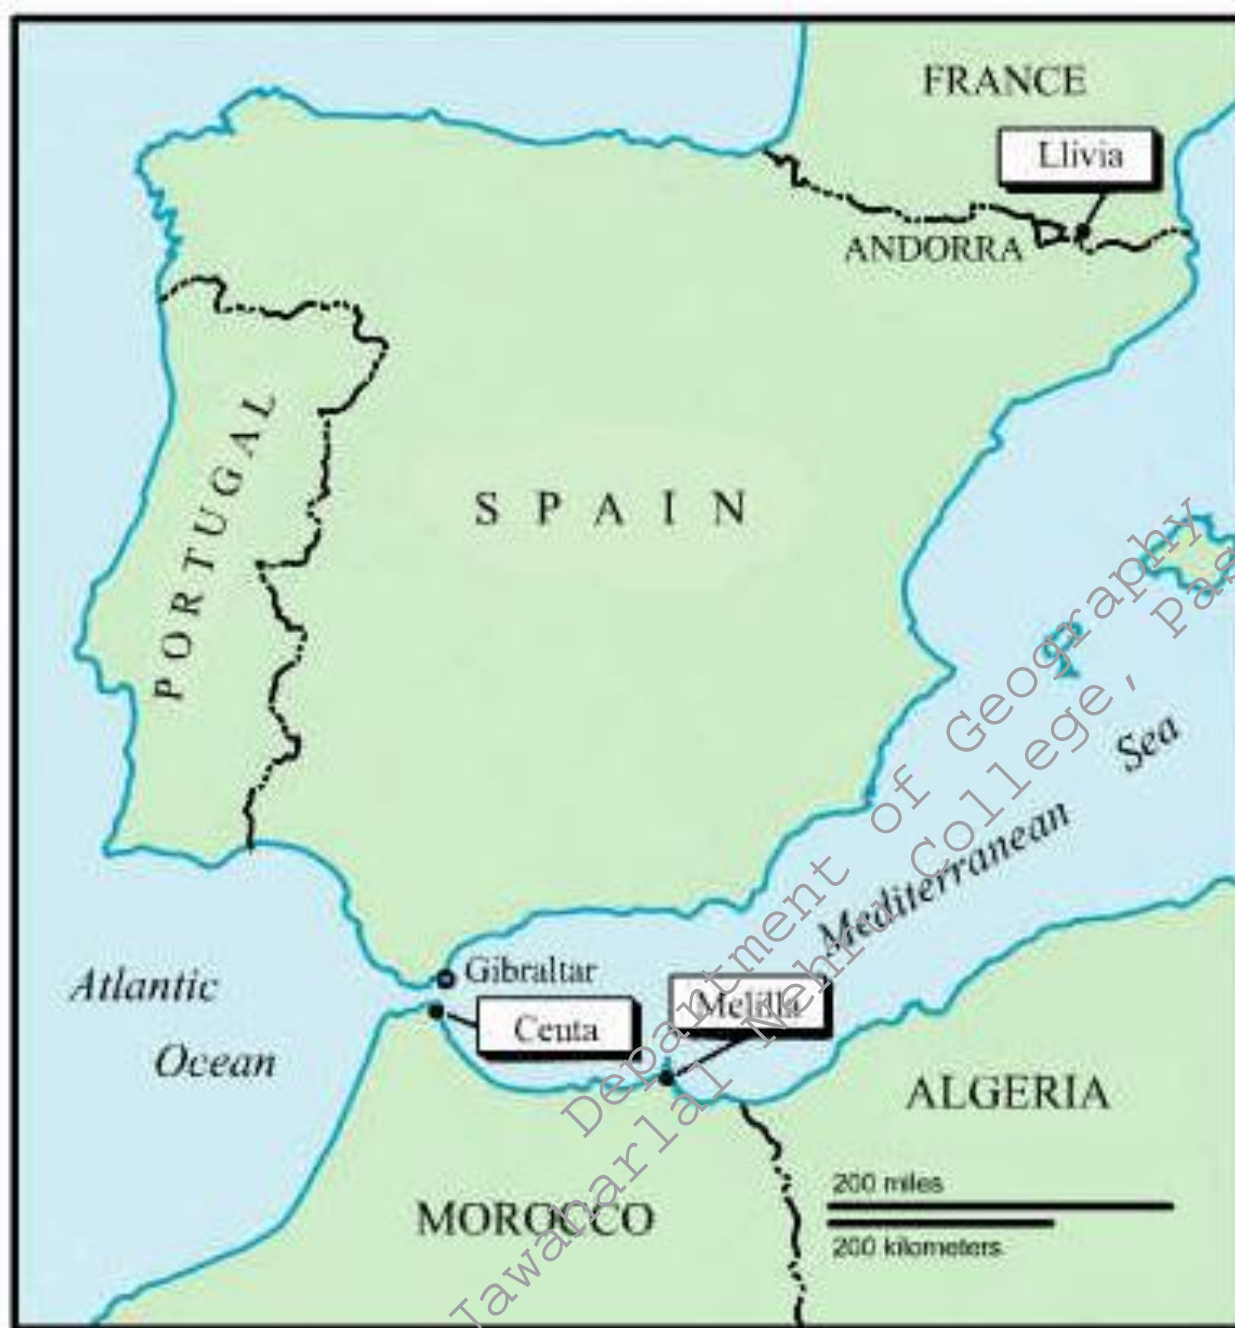 FRANCE
Llivia
ANDORRA
PORTUGAL
SPAIN
Mediterranean
Sea
Gibraltar
Ceuta
Melilla
Atlantic
Ocean
ALGERIA
MOROCCO
200 miles
200 kilometers
Department of Geography
Jawaharlal Nehru College,